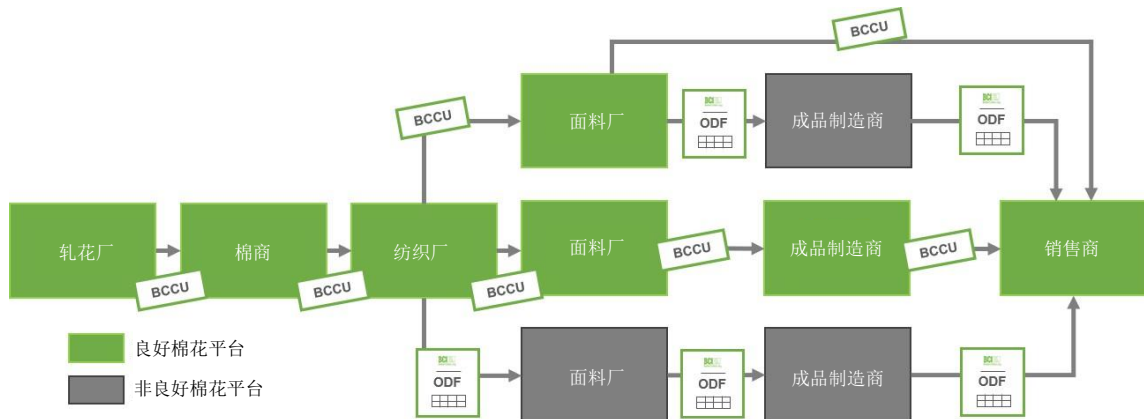 BCCU
BCCU
面料厂
ODF
成品制造商
ODF
轧花厂
BCCU
棉商
BCCU
纺织厂
BCCU
面料厂
BCCU
成品制造商
BCCU
销售商
良好棉花平台
非良好棉花平台
ODF
面料厂
ODF
成品制造商
ODF